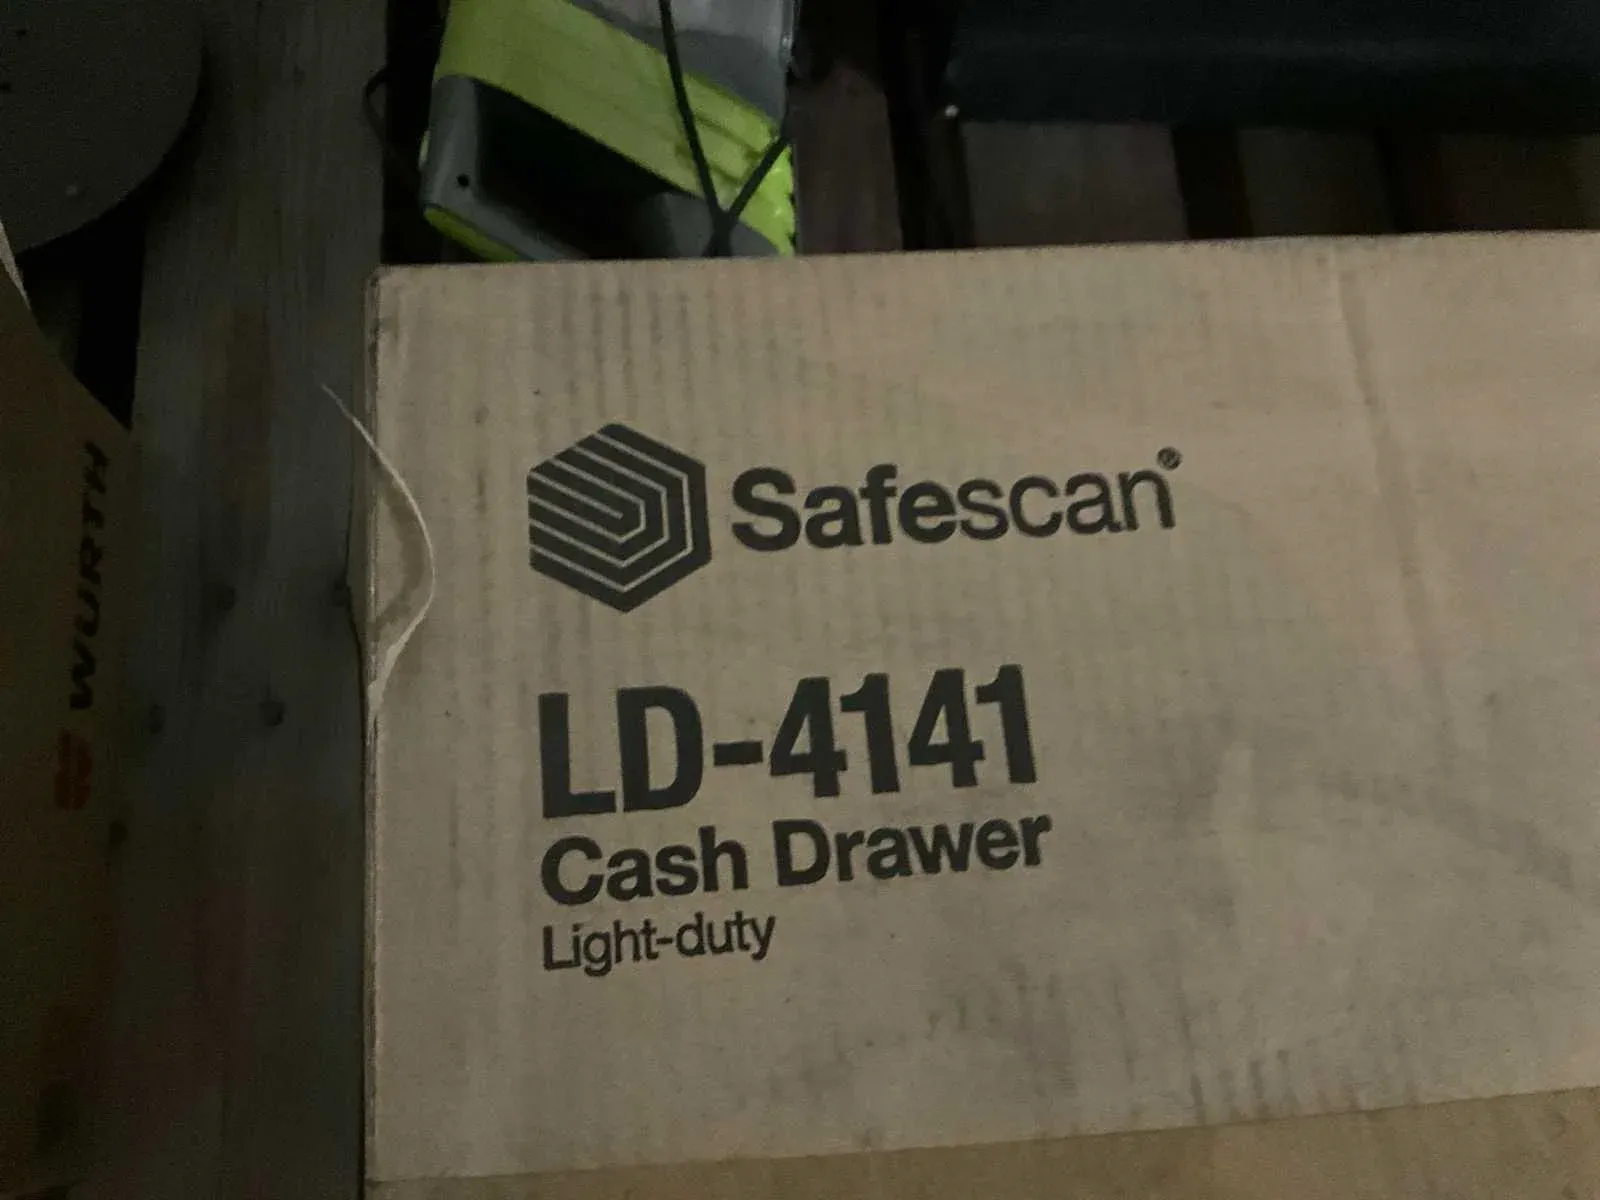 Safescan®
LD-4141
Cash Drawer
Light-duty
WURTH